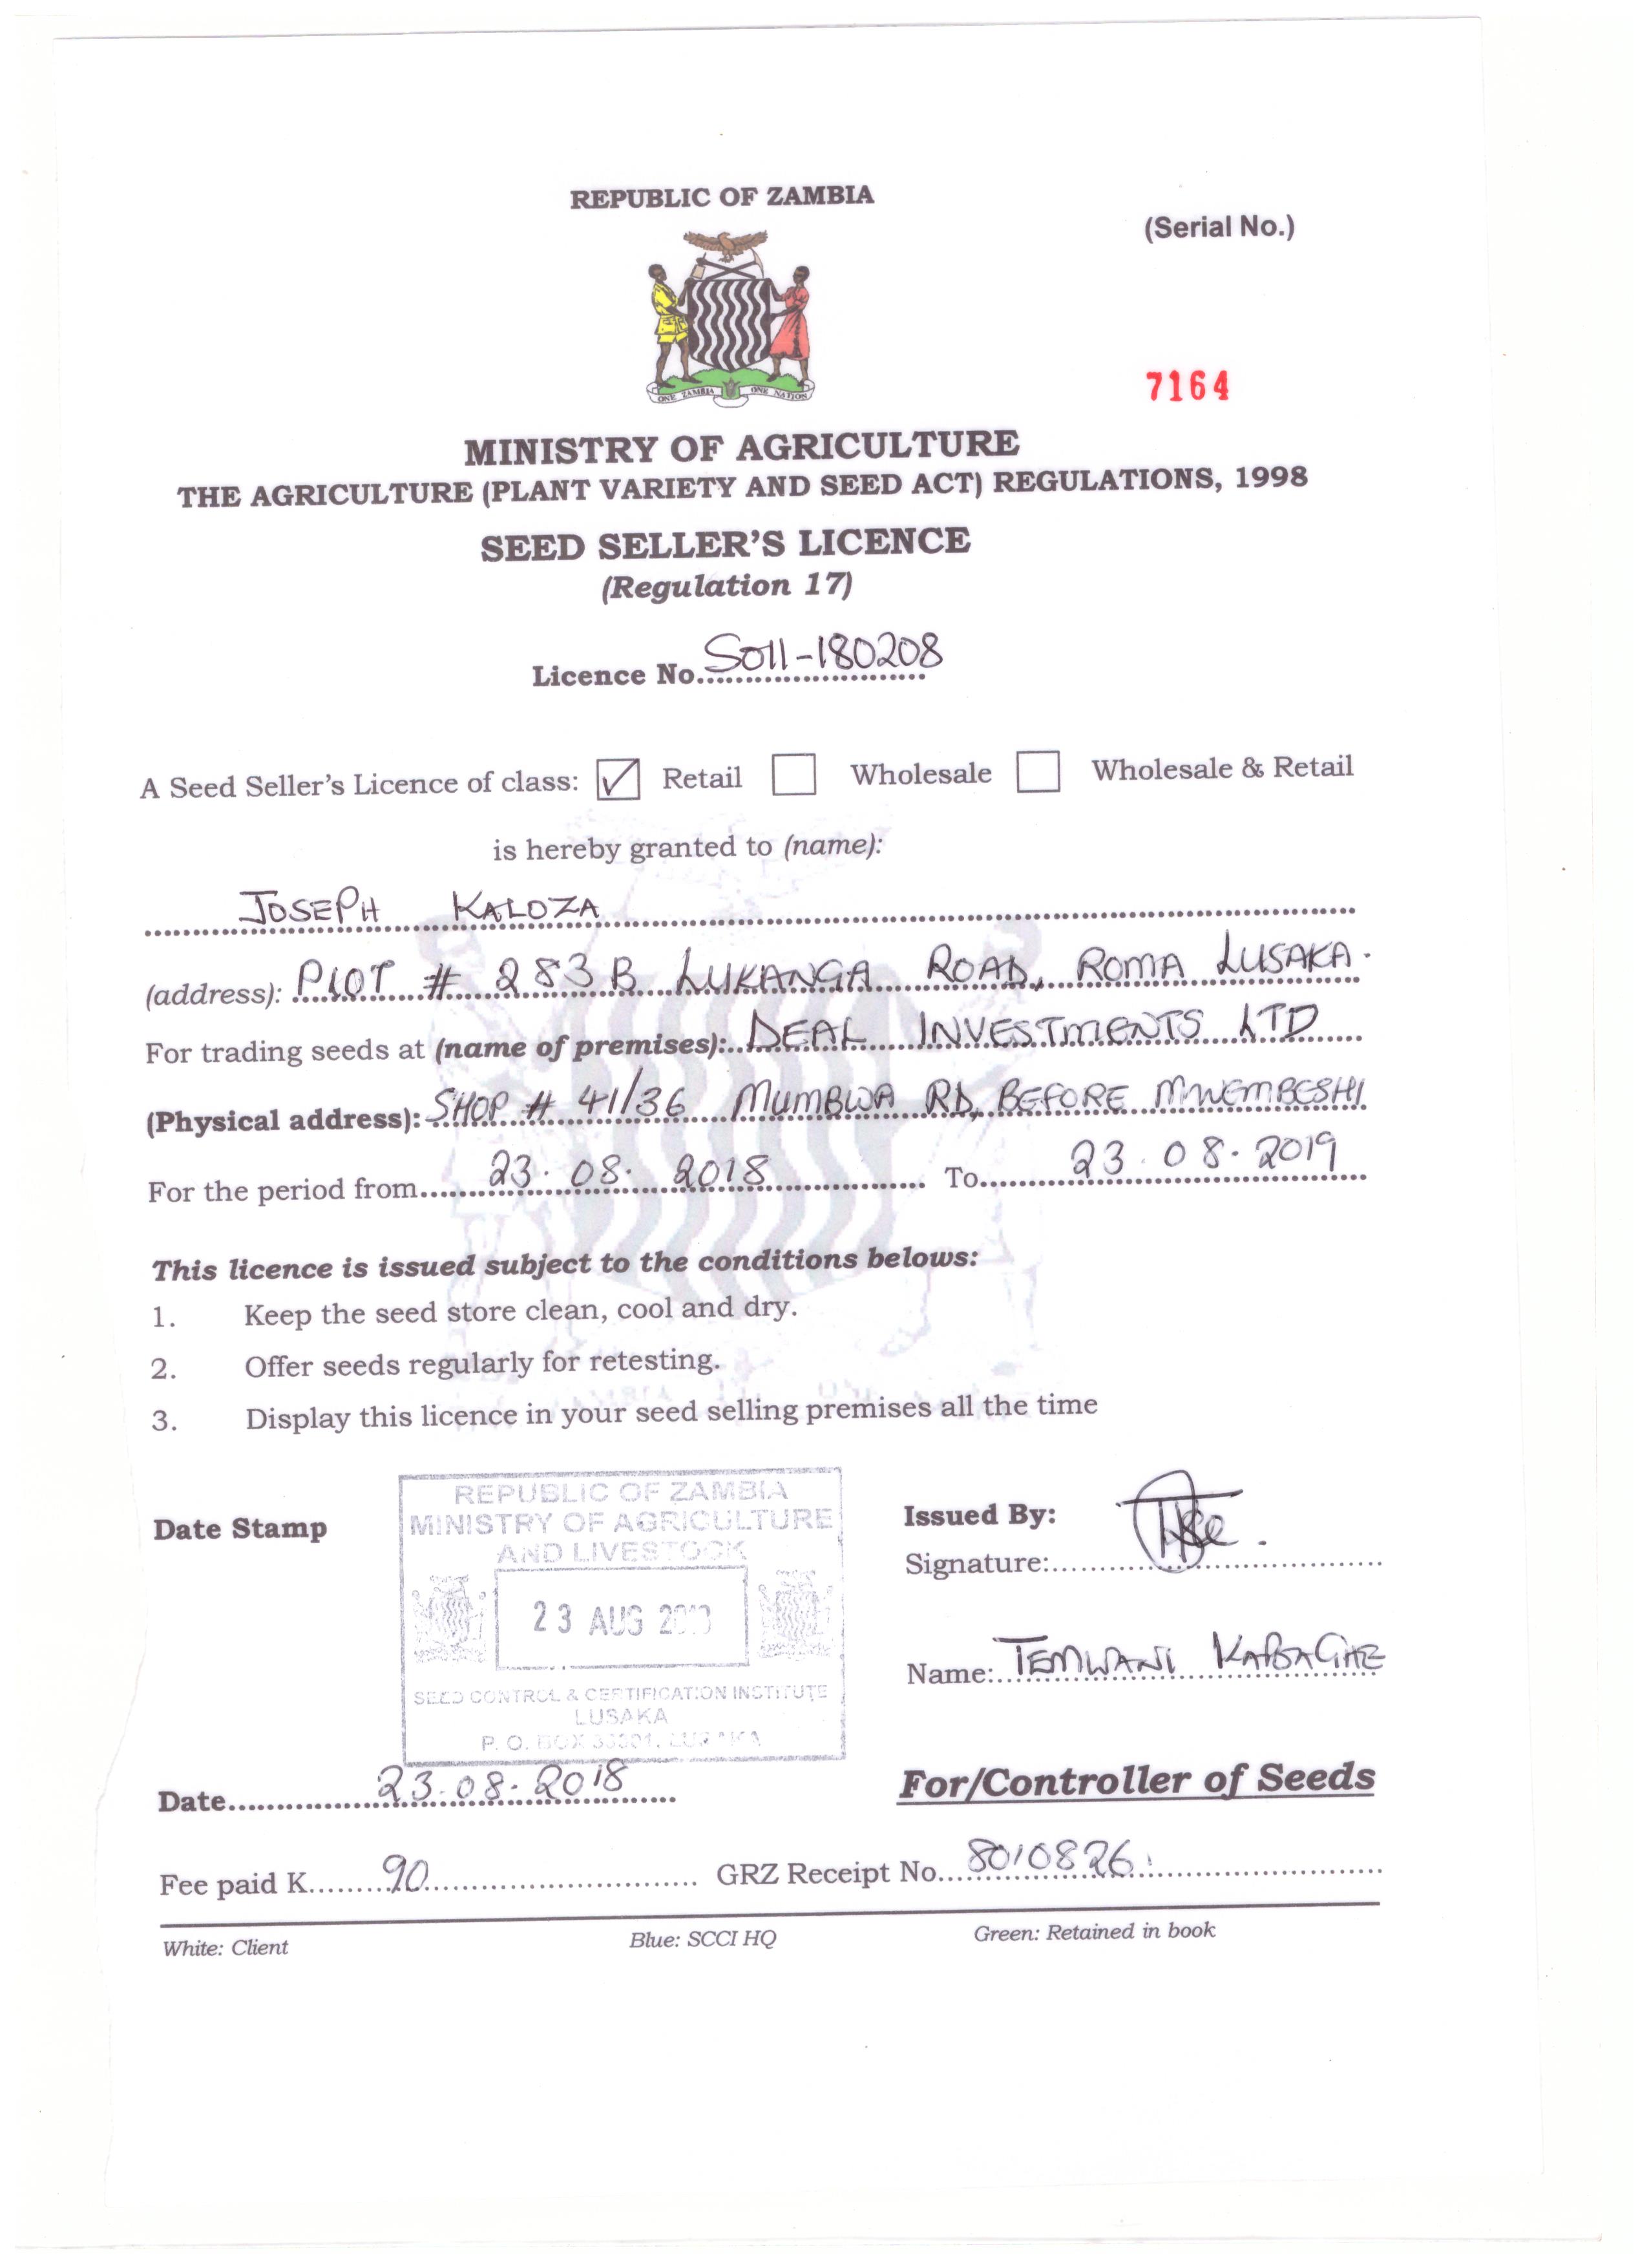 REPUBLIC OF ZAMBIA
(Serial No.)
ONE ZAMBIA ONE NATION
7164
MINISTRY OF AGRICULTURE
THE AGRICULTURE (PLANT VARIETY AND SEED ACT) REGULATIONS, 1998
SEED SELLER'S LICENCE
(Regulation 17)
Licence No. S011-180208
A Seed Seller's Licence of class: ✓ Retail Wholesale Wholesale & Retail
is hereby granted to (name):
JOSEPH KALOZA
(address): PLOT # 283B LUKANGA ROAD, ROMA LUSAKA.
For trading seeds at (name of premises): DEAL INVESTMENTS LTD
(Physical address): SHOP # 41/36 MUMBWA RD, BEFORE MWEMBESHI
For the period from 23.08.2018 To 23.08.2019
This licence is issued subject to the conditions belows:
1. Keep the seed store clean, cool and dry.
2. Offer seeds regularly for retesting.
3. Display this licence in your seed selling premises all the time
Date Stamp
REPUBLIC OF ZAMBIA
MINISTRY OF AGRICULTURE
AND LIVESTOCK
23 AUG
SEED CONTROL & CERTIFICATION INSTITUTE
LUSAKA
P. O. BOX LUSAKA
Issued By:
Signature:
Name: TEMWANI KABAGHE
Date 23.08.2018
For/Controller of Seeds
Fee paid K 90 GRZ Receipt No. 8010826
White: Client Blue: SCCI HQ Green: Retained in book